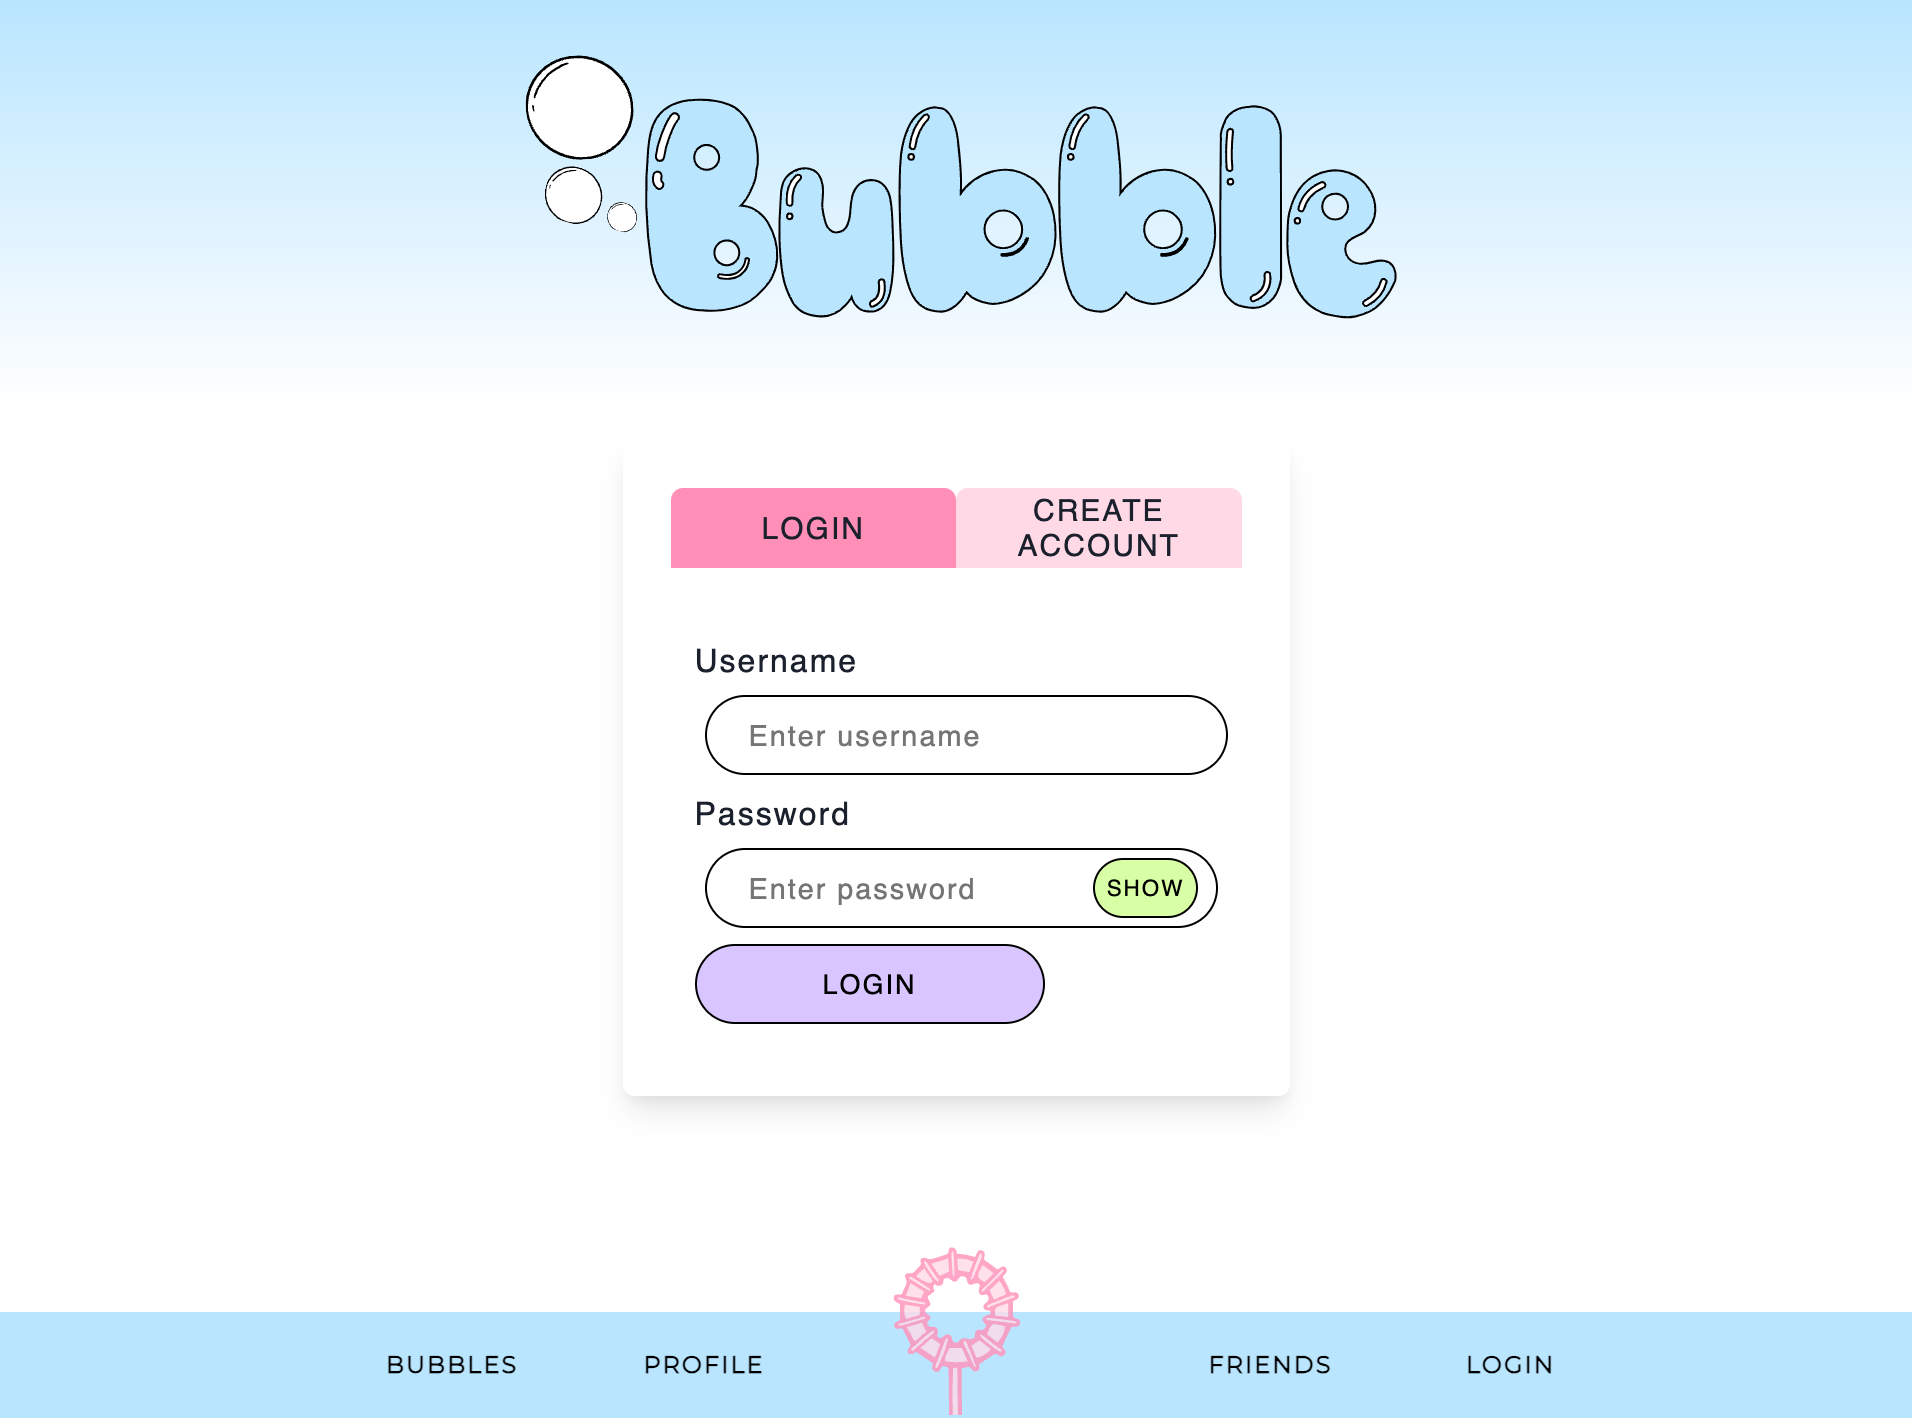 Bubble
LOGIN
CREATE
ACCOUNT
Username
Enter username
Password
Enter password
SHOW
LOGIN
BUBBLES
PROFILE
FRIENDS
LOGIN